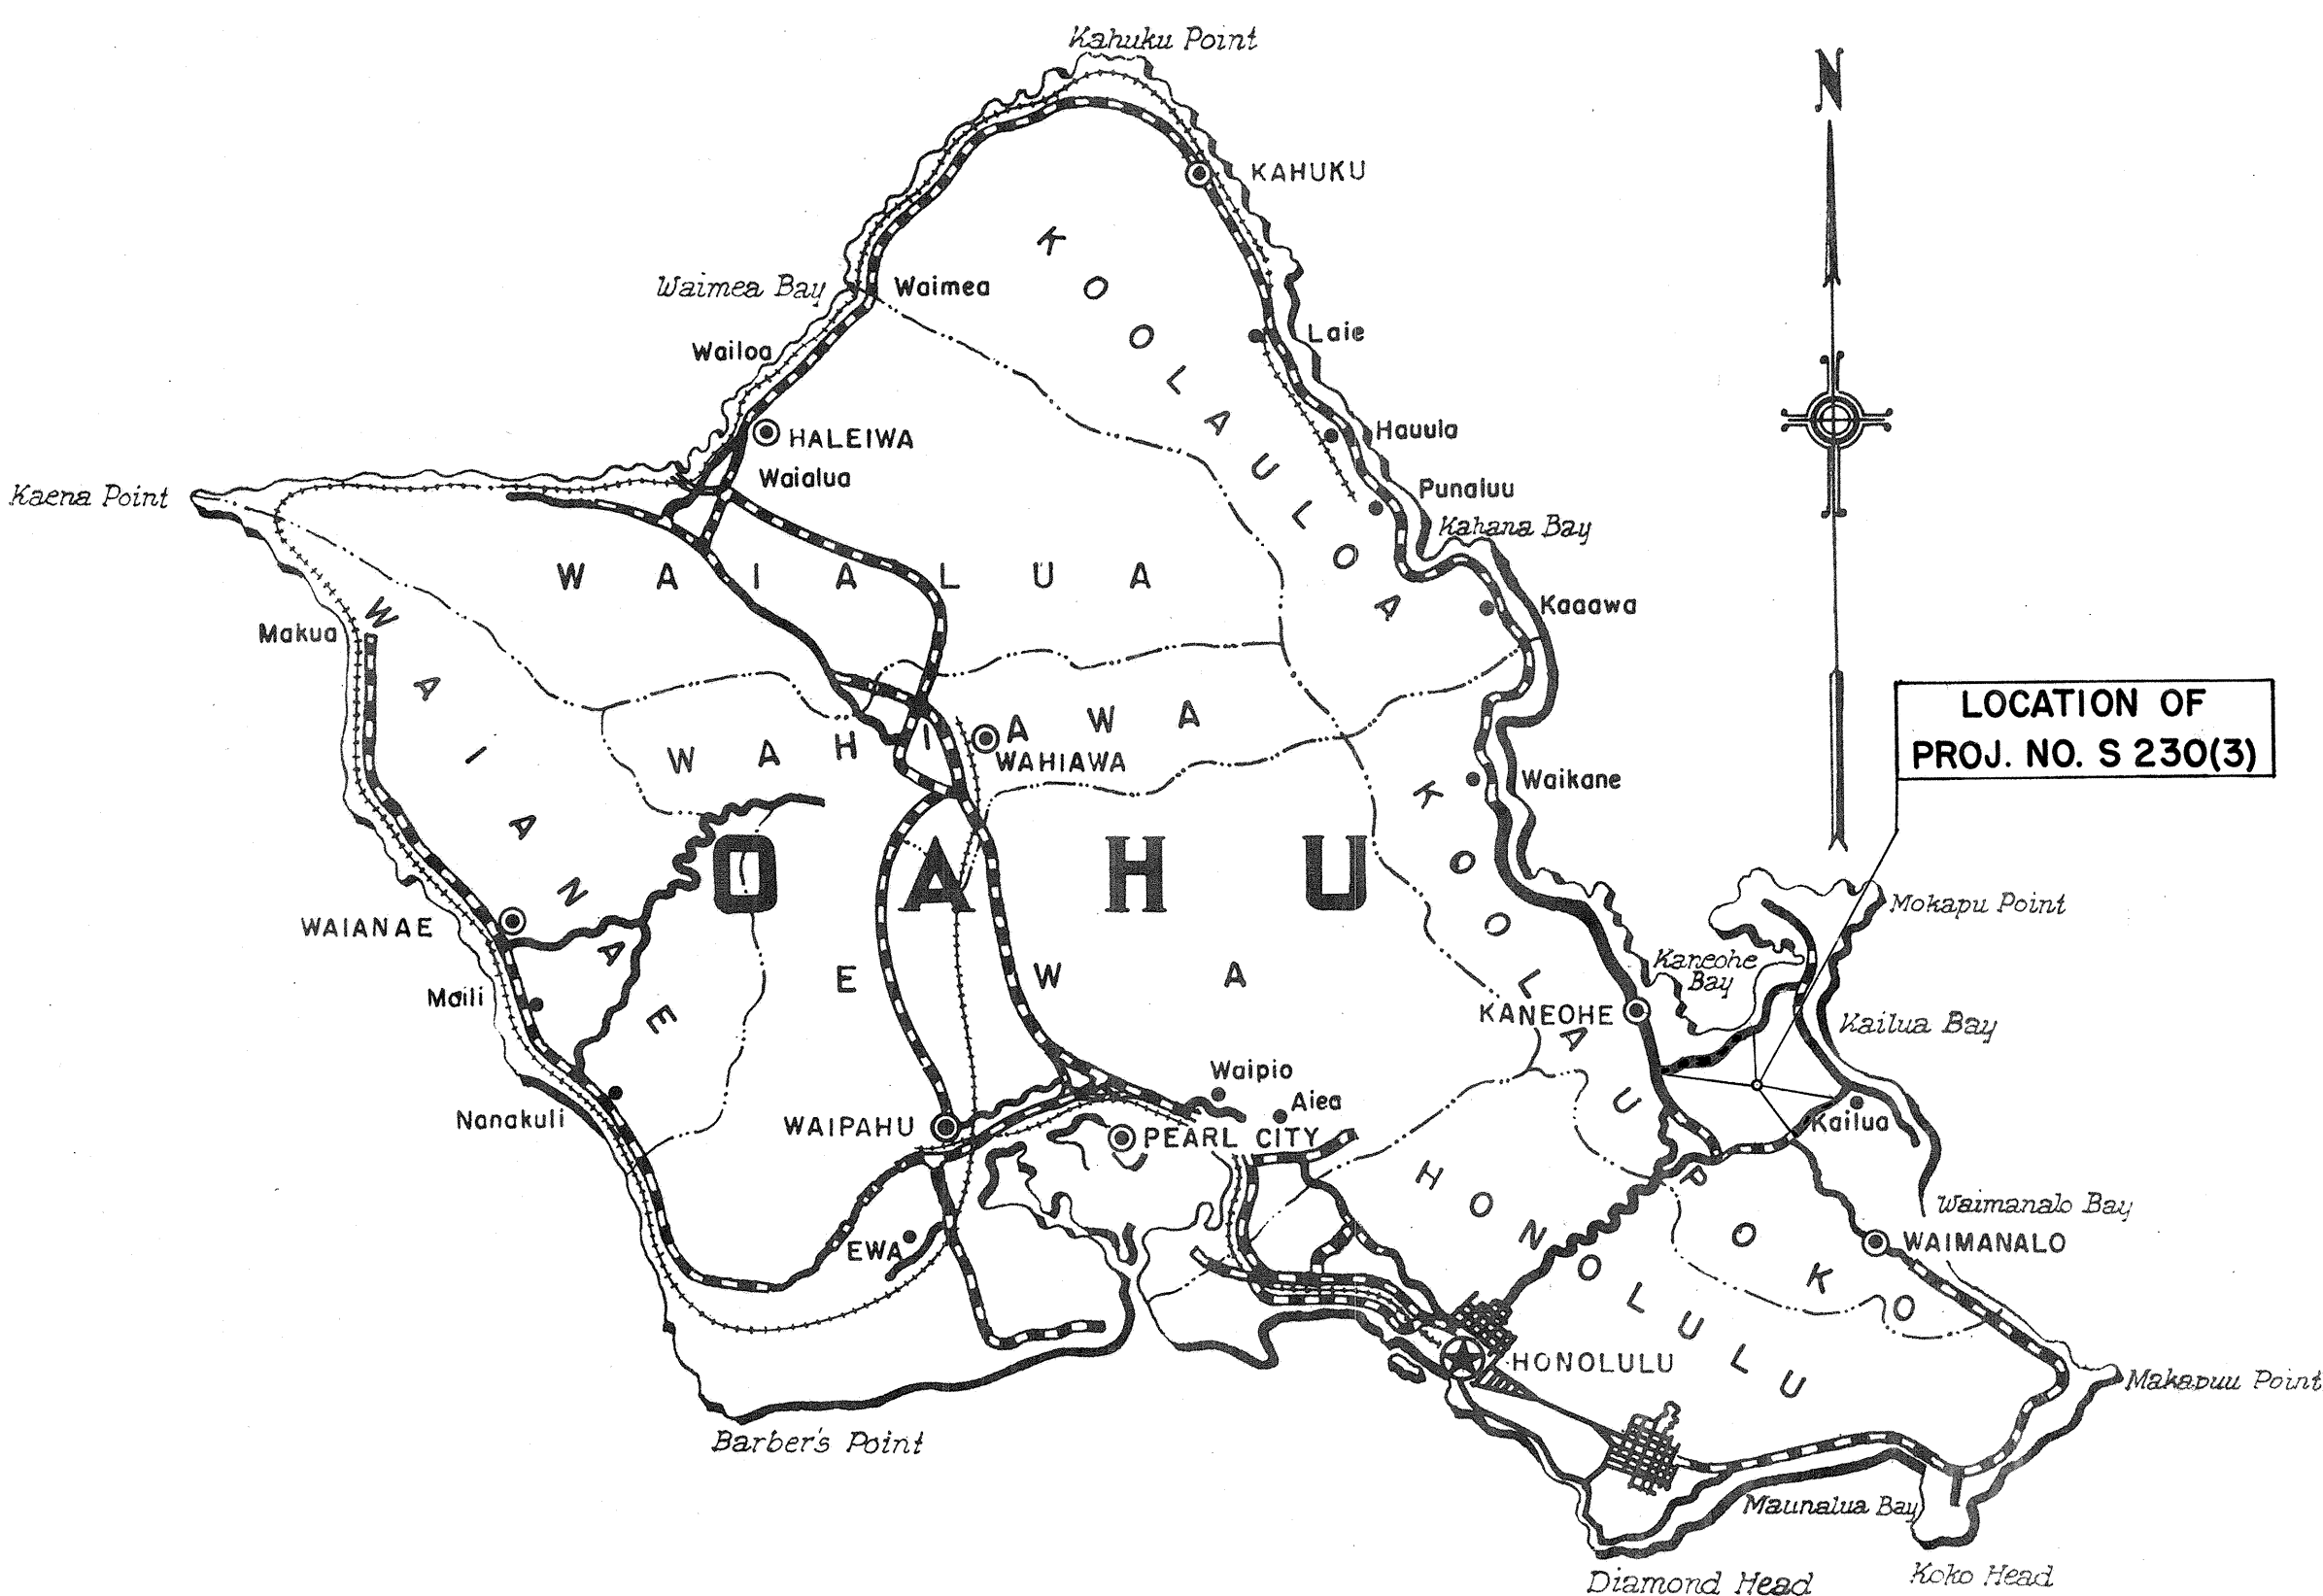 Kahuku Point
N
KAHUKU
KOOLAULOA
Waimea Bay
Waimea
Laie
Wailoa
HALEIWA
Hauula
Waialua
Punaluu
Kaena Point
Kahana Bay
WAIALUA
Kaaawa
Makua
WAIANAE
LOCATION OF
PROJ. NO. S 230(3)
WAHIAWA
WAHIAWA
Waikane
KOOLAUPOKO
OAHU
Mokapu Point
WAIANAE
Kaneohe
Bay
EWA
Maili
KANEOHE
Kailua Bay
Waipio
Aiea
Nanakuli
WAIPAHU
PEARL CITY
Kailua
HONOLULU
Waimanalo Bay
EWA
WAIMANALO
HONOLULU
Makapuu Point
Barber's Point
Maunalua Bay
Diamond Head
Koko Head